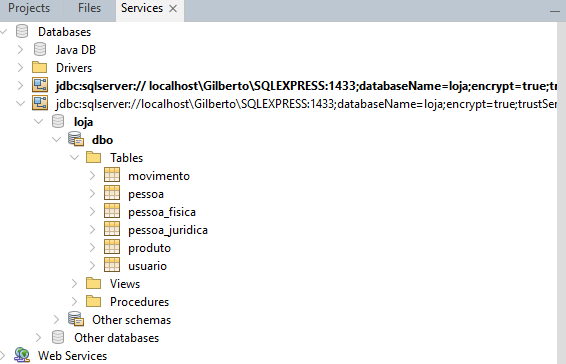 Projects Files Services
Databases
Java DB
Drivers
jdbc:sqlserver:// localhost\Gilberto\SQLEXPRESS:1433;databaseName=loja;encrypt=true;tr
jdbc:sqlserver://localhost\Gilberto\SQLEXPRESS:1433;databaseName=loja;encrypt=true;trustSer
loja
dbo
Tables
movimento
pessoa
pessoa_fisica
pessoa_juridica
produto
usuario
Views
Procedures
Other schemas
Other databases
Web Services